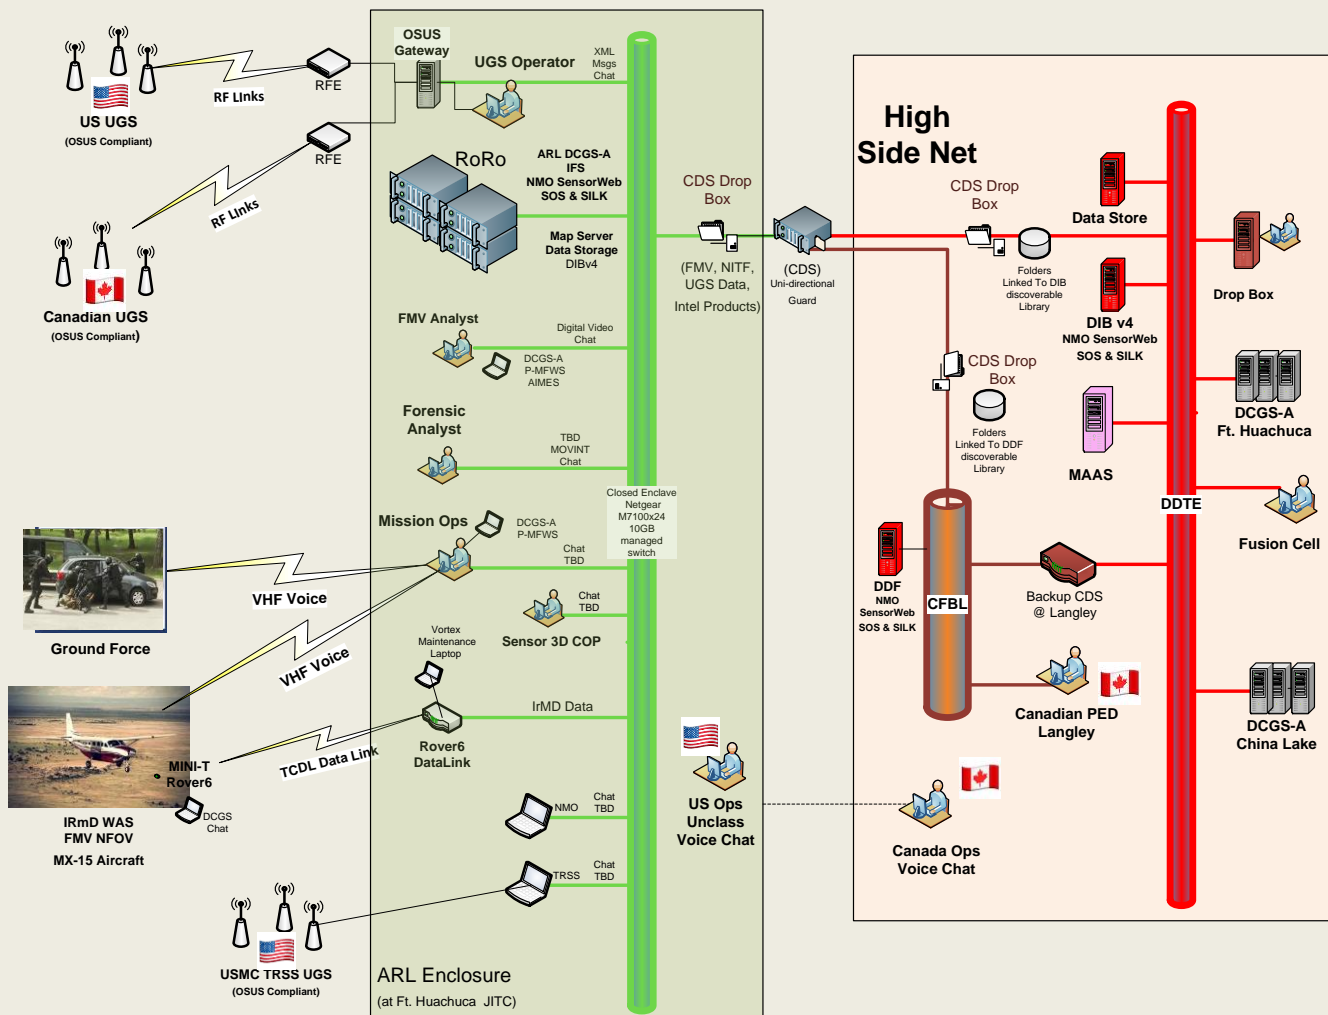 US UGS
(OSUS Compliant)
RF LInks
RFE
RFE
RF LInks
Canadian UGS
(OSUS Compliant)
OSUS
Gateway
UGS Operator
XML
Msgs
Chat
RoRo
ARL DCGS-A
IFS
NMO SensorWeb
SOS & SILK
Map Server
Data Storage
DIBv4
FMV Analyst
Digital Video
Chat
DCGS-A
P-MFWS
AIMES
Forensic
Analyst
TBD
MOVINT
Chat
Closed Enclave
Netgear
M7100x24
10GB
managed
switch
Mission Ops
DCGS-A
P-MFWS
Chat
TBD
Chat
TBD
Sensor 3D COP
Vortex
Maintenance
Laptop
IrMD Data
Rover6
DataLink
NMO
Chat
TBD
TRSS
Chat
TBD
US Ops
Unclass
Voice Chat
ARL Enclosure
(at Ft. Huachuca JITC)
Ground Force
VHF Voice
VHF Voice
TCDL Data Link
MINI-T
Rover6
DCGS
Chat
IRmD WAS
FMV NFOV
MX-15 Aircraft
USMC TRSS UGS
(OSUS Compliant)
CDS Drop
Box
(FMV, NITF,
UGS Data,
Intel Products)
(CDS)
Uni-directional
Guard
High
Side Net
CDS Drop
Box
Folders
Linked To DIB
discoverable
Library
Data Store
Drop Box
DIB v4
NMO SensorWeb
SOS & SILK
CDS Drop
Box
Folders
Linked To DDF
discoverable
Library
MAAS
DCGS-A
Ft. Huachuca
DDTE
Fusion Cell
DDF
NMO
SensorWeb
SOS & SILK
CFBL
Backup CDS
@ Langley
Canadian PED
Langley
DCGS-A
China Lake
Canada Ops
Voice Chat